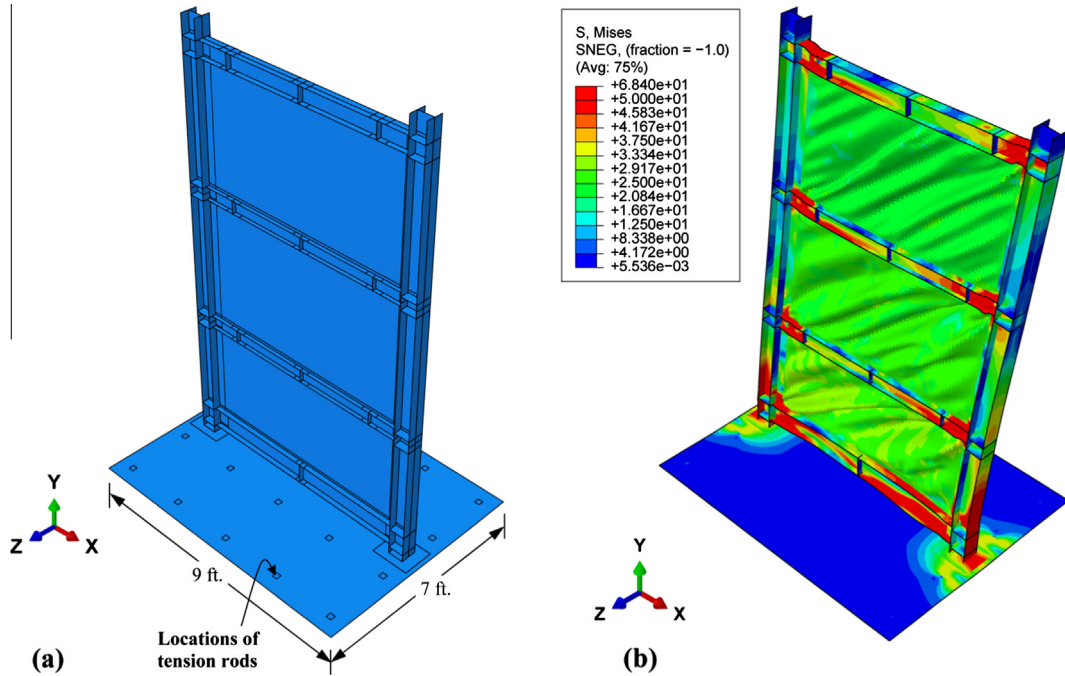 Y
Z
X
9 ft.
7 ft.
Locations of
tension rods
(a)
S, Mises
SNEG, (fraction = −1.0)
(Avg: 75%)
+6.840e+01
+5.000e+01
+4.583e+01
+4.167e+01
+3.750e+01
+3.334e+01
+2.917e+01
+2.500e+01
+2.084e+01
+1.667e+01
+1.250e+01
+8.338e+00
+4.172e+00
+5.536e−03
Y
Z
X
(b)